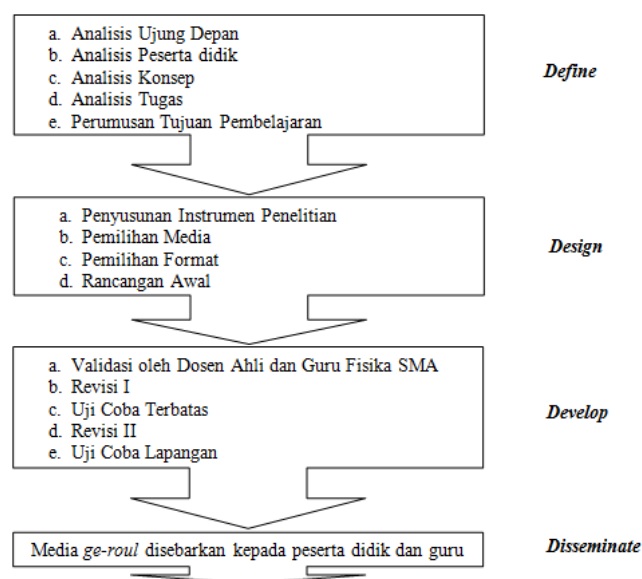 a. Analisis Ujung Depan
b. Analisis Peserta didik
c. Analisis Konsep
d. Analisis Tugas
e. Perumusan Tujuan Pembelajaran
Define
a. Penyusunan Instrumen Penelitian
b. Pemilihan Media
c. Pemilihan Format
d. Rancangan Awal
Design
a. Validasi oleh Dosen Ahli dan Guru Fisika SMA
b. Revisi I
c. Uji Coba Terbatas
d. Revisi II
e. Uji Coba Lapangan
Develop
Media ge-roul disebarkan kepada peserta didik dan guru
Disseminate